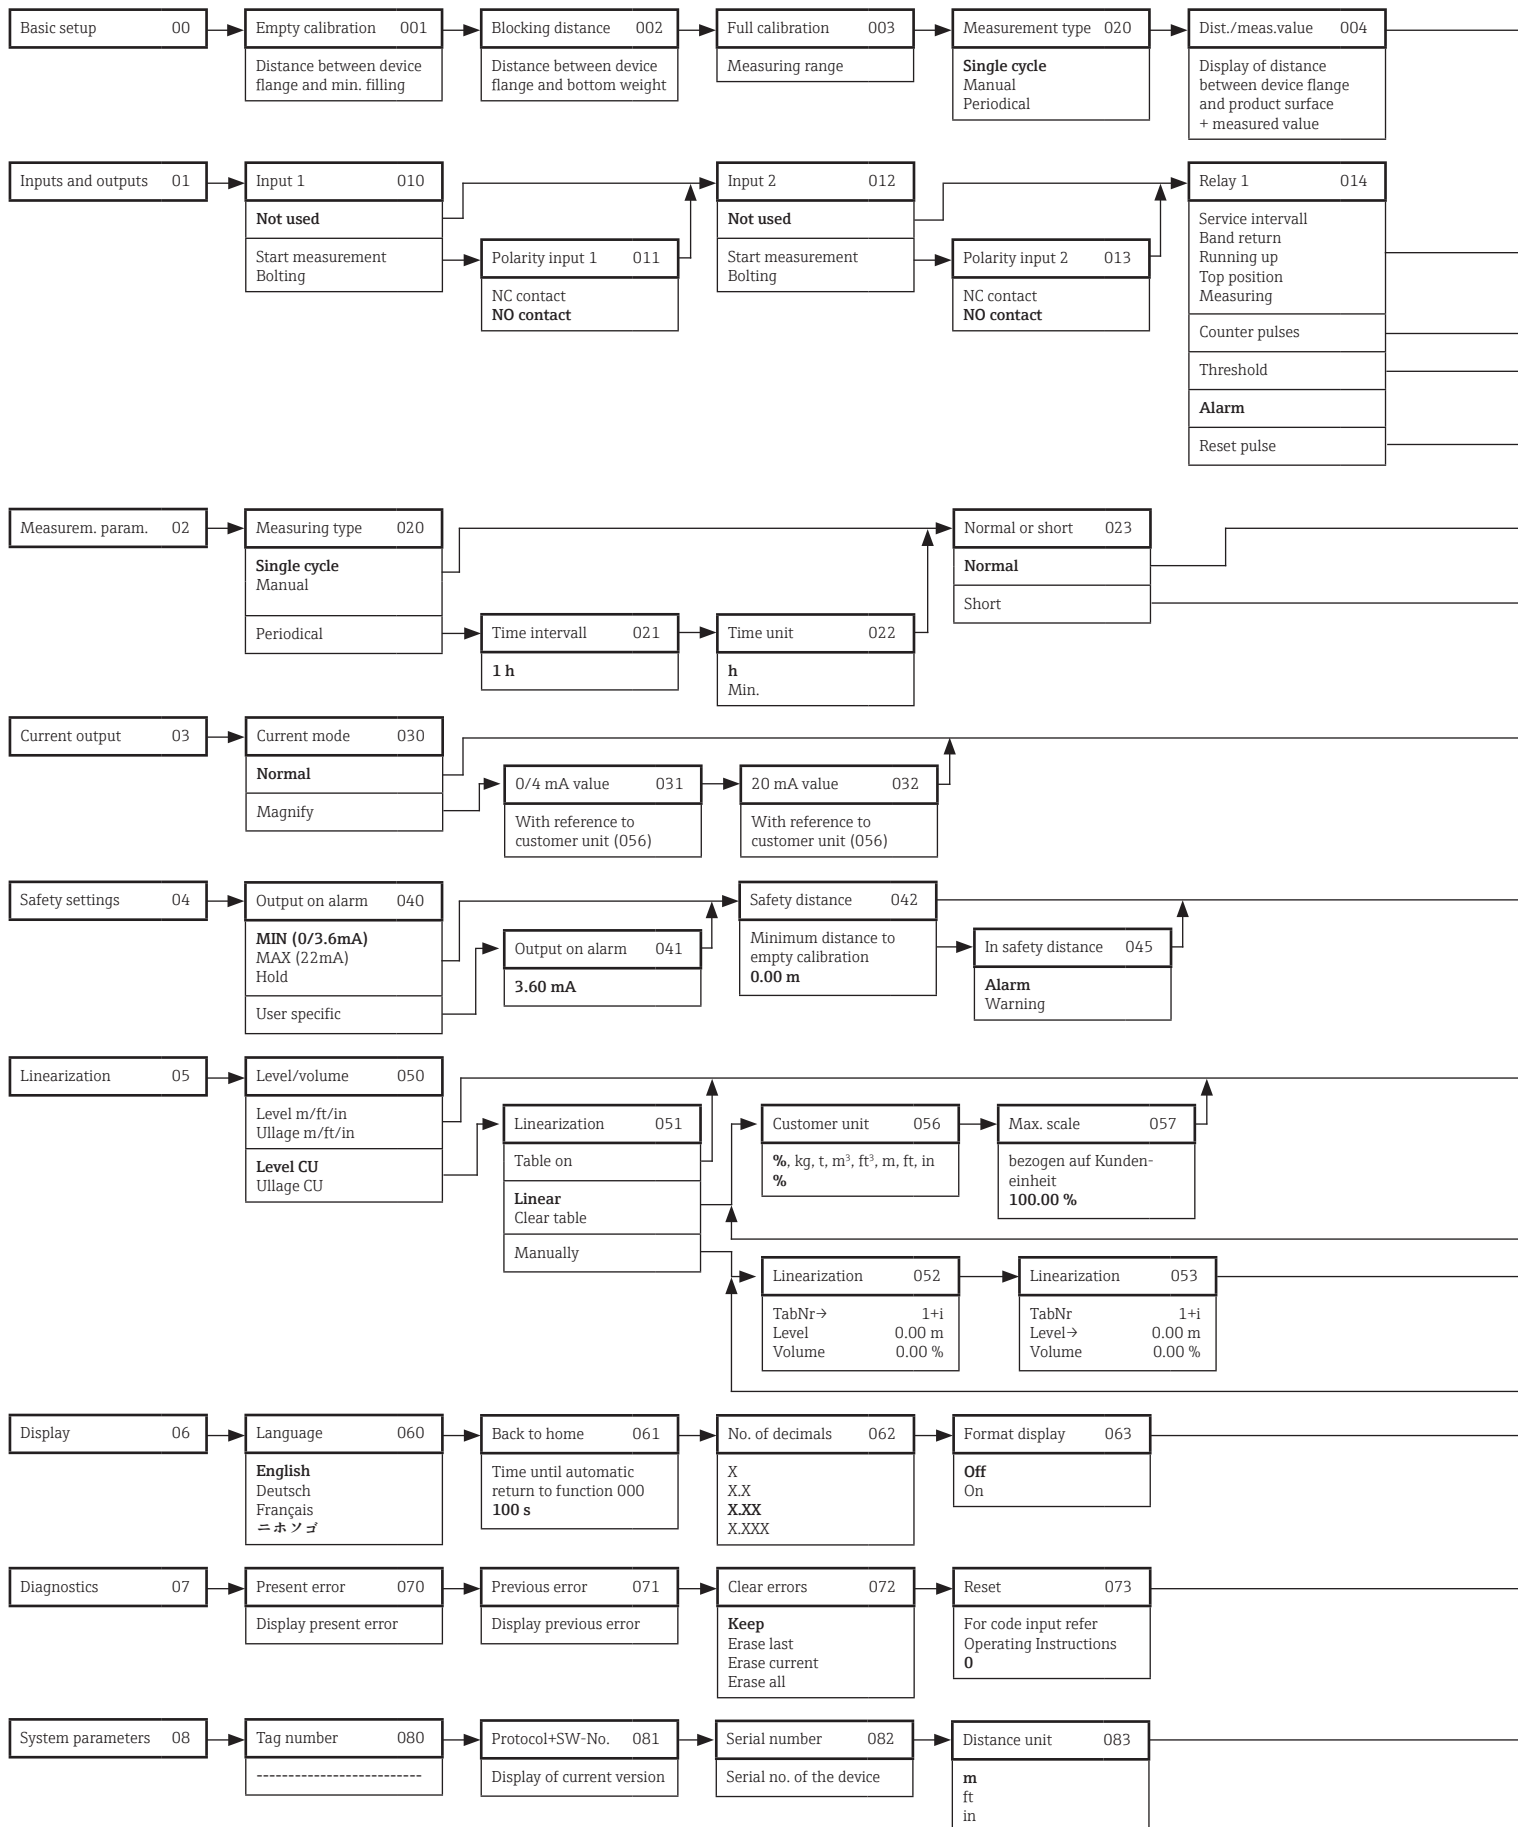 Basic setup 00
Empty calibration 001
Distance between device
flange and min. filling
Blocking distance 002
Distance between device
flange and bottom weight
Full calibration 003
Measuring range
Measurement type 020
Single cycle
Manual
Periodical
Dist./meas.value 004
Display of distance
between device flange
and product surface
+ measured value
Inputs and outputs 01
Input 1 010
Not used
Start measurement
Bolting
Polarity input 1 011
NC contact
NO contact
Input 2 012
Not used
Start measurement
Bolting
Polarity input 2 013
NC contact
NO contact
Relay 1 014
Service intervall
Band return
Running up
Top position
Measuring
Counter pulses
Threshold
Alarm
Reset pulse
Measurem. param. 02
Measuring type 020
Single cycle
Manual
Periodical
Time intervall 021
1 h
Time unit 022
h
Min.
Normal or short 023
Normal
Short
Current output 03
Current mode 030
Normal
Magnify
0/4 mA value 031
With reference to
customer unit (056)
20 mA value 032
With reference to
customer unit (056)
Safety settings 04
Output on alarm 040
MIN (0/3.6mA)
MAX (22mA)
Hold
User specific
Output on alarm 041
3.60 mA
Safety distance 042
Minimum distance to
empty calibration
0.00 m
In safety distance 045
Alarm
Warning
Linearization 05
Level/volume 050
Level m/ft/in
Ullage m/ft/in
Level CU
Ullage CU
Linearization 051
Table on
Linear
Clear table
Manually
Customer unit 056
%, kg, t, m³, ft³, m, ft, in
%
Max. scale 057
bezogen auf Kunden-
einheit
100.00 %
Linearization 052
TabNr→ 1+i
Level 0.00 m
Volume 0.00 %
Linearization 053
TabNr 1+i
Level→ 0.00 m
Volume 0.00 %
Display 06
Language 060
English
Deutsch
Français
ニホソゴ
Back to home 061
Time until automatic
return to function 000
100 s
No. of decimals 062
X
X.X
X.XX
X.XXX
Format display 063
Off
On
Diagnostics 07
Present error 070
Display present error
Previous error 071
Display previous error
Clear errors 072
Keep
Erase last
Erase current
Erase all
Reset 073
For code input refer
Operating Instructions
0
System parameters 08
Tag number 080
--------------------------
Protocol+SW-No. 081
Display of current version
Serial number 082
Serial no. of the device
Distance unit 083
m
ft
in